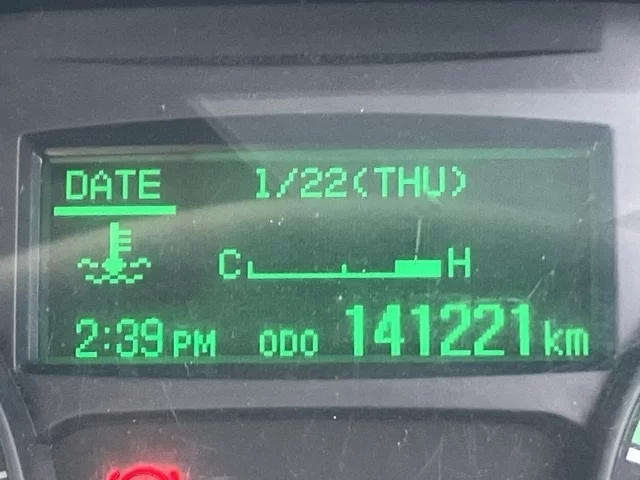 DATE 1/22(THU)
C H
2:39 PM ODO 141221 km